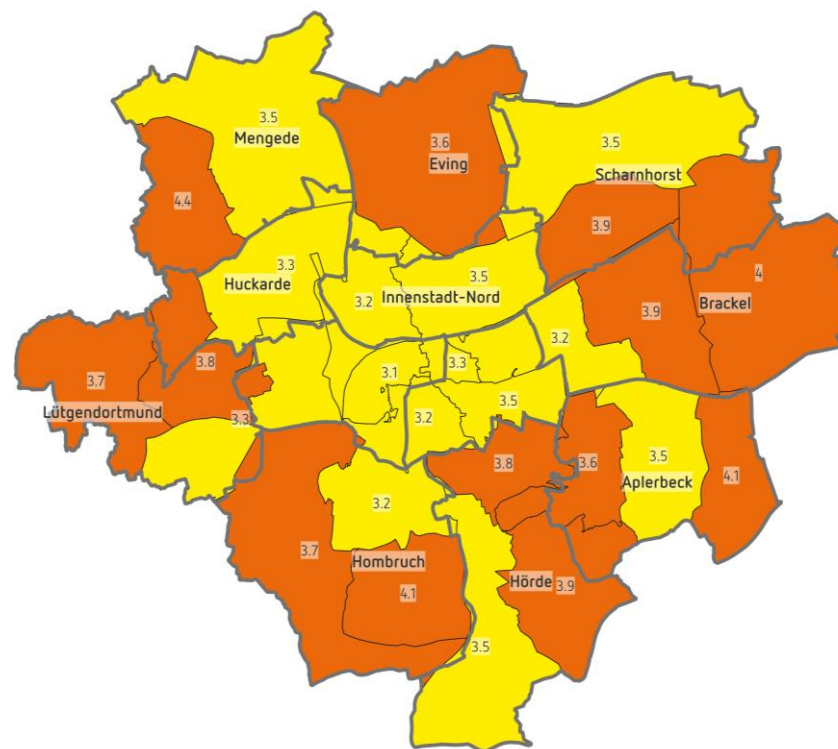 3.5
Mengede
3.6
Eving
3.5
Scharnhorst
4.4
3.9
3.3
Huckarde
3.5
Innenstadt-Nord
3.2
4
Brackel
3.9
3.2
3.7
Lütgendortmund
3.8
3.3
3.1
3.3
3.2
3.5
3.8
3.6
3.5
Aplerbeck
4.1
3.2
3.7
Hombruch
4.1
Hörde
3.9
3.5